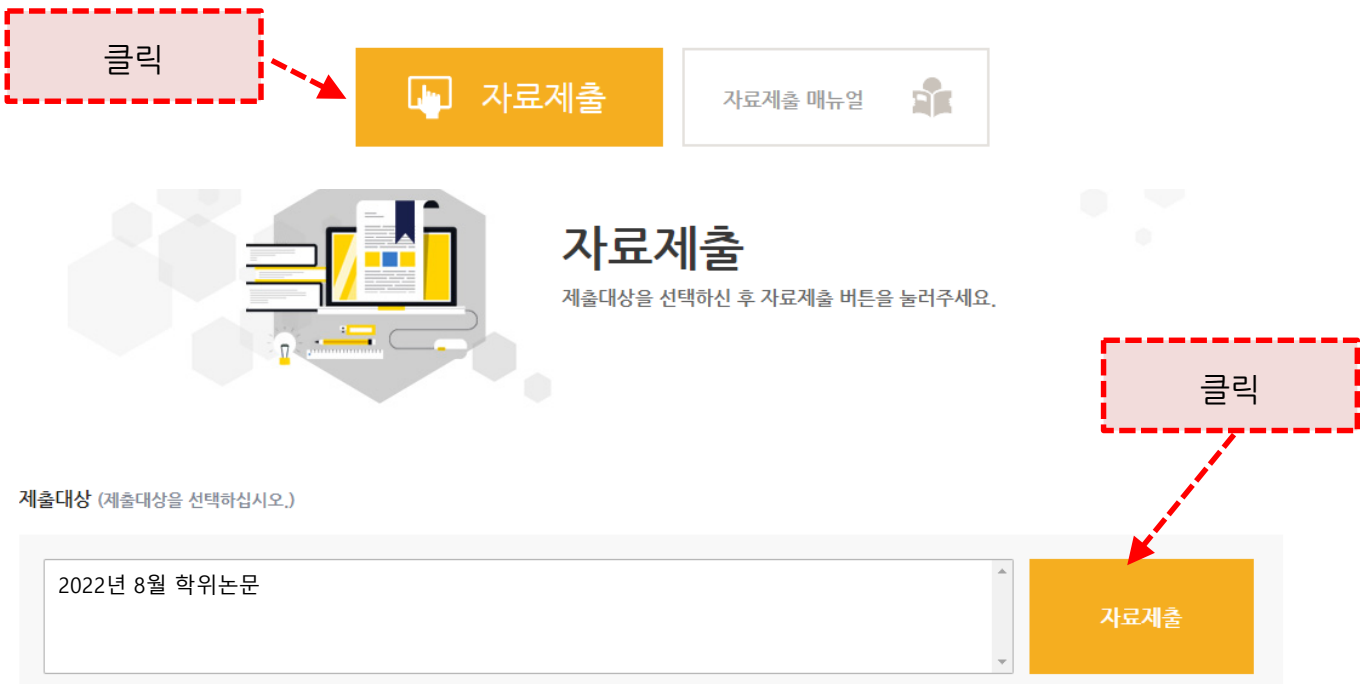 클릭
자료제출
자료제출 매뉴얼
자료제출
제출대상을 선택하신 후 자료제출 버튼을 눌러주세요.
클릭
제출대상 (제출대상을 선택하십시오.)
2022년 8월 학위논문
자료제출